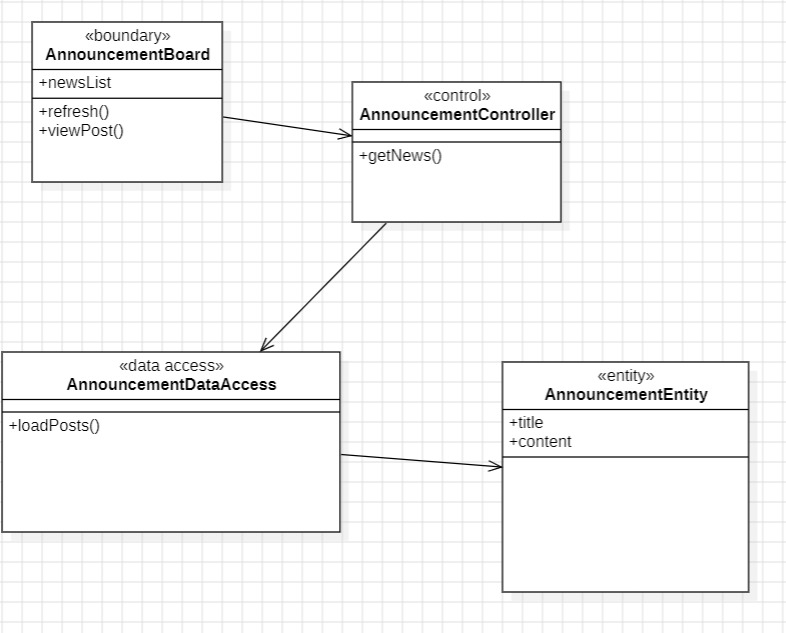 «boundary»
AnnouncementBoard
+newsList
+refresh()
+viewPost()
«control»
AnnouncementController
+getNews()
«data access»
AnnouncementDataAccess
+loadPosts()
«entity»
AnnouncementEntity
+title
+content